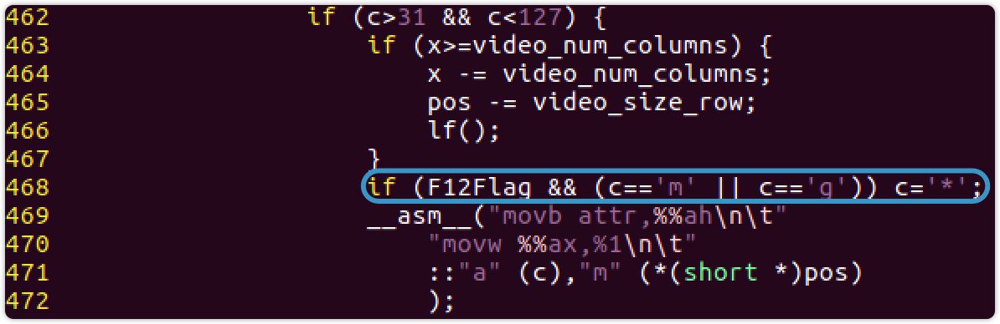 462                 if (c>31 && c<127) {
463                     if (x>=video_num_columns) {
464                         x -= video_num_columns;
465                         pos -= video_size_row;
466                         lf();
467                     }
468                     if (F12Flag && (c=='m' || c=='g')) c='*';
469                     __asm__("movb attr,%%ah\n\t"
470                         "movw %%ax,%1\n\t"
471                         ::"a" (c),"m" (*(short *)pos)
472                         );